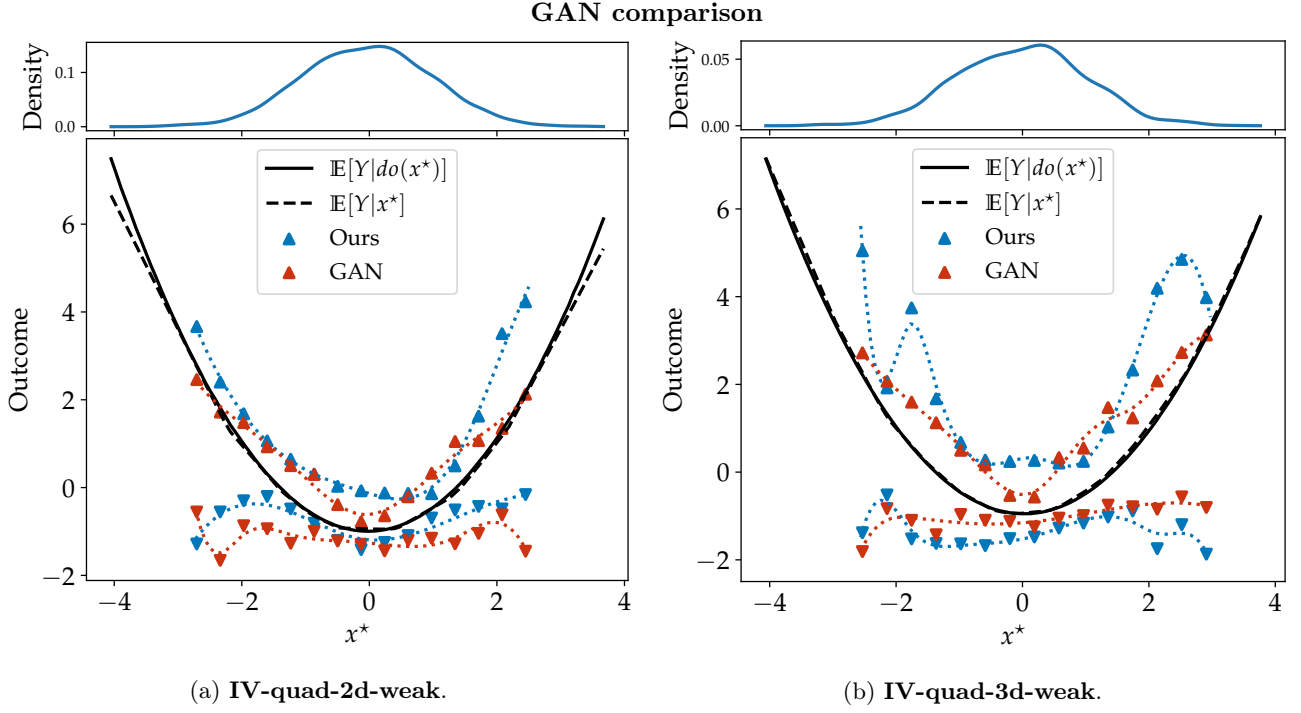 GAN comparison
Density
0.1
0.0
Outcome
6
4
2
0
−2
𝔼[Y|do(x⋆)]
𝔼[Y|x⋆]
Ours
GAN
−4 −2 0 2 4
x⋆
(a) IV-quad-2d-weak.
Density
0.05
0.00
Outcome
6
4
2
0
−2
𝔼[Y|do(x⋆)]
𝔼[Y|x⋆]
Ours
GAN
−4 −2 0 2 4
x⋆
(b) IV-quad-3d-weak.